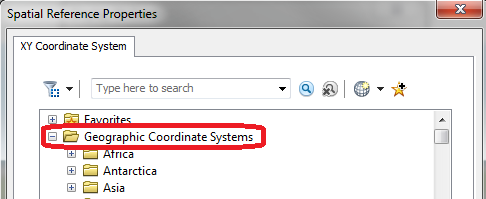 Spatial Reference Properties
XY Coordinate System
Type here to search
Favorites
Geographic Coordinate Systems
Africa
Antarctica
Asia